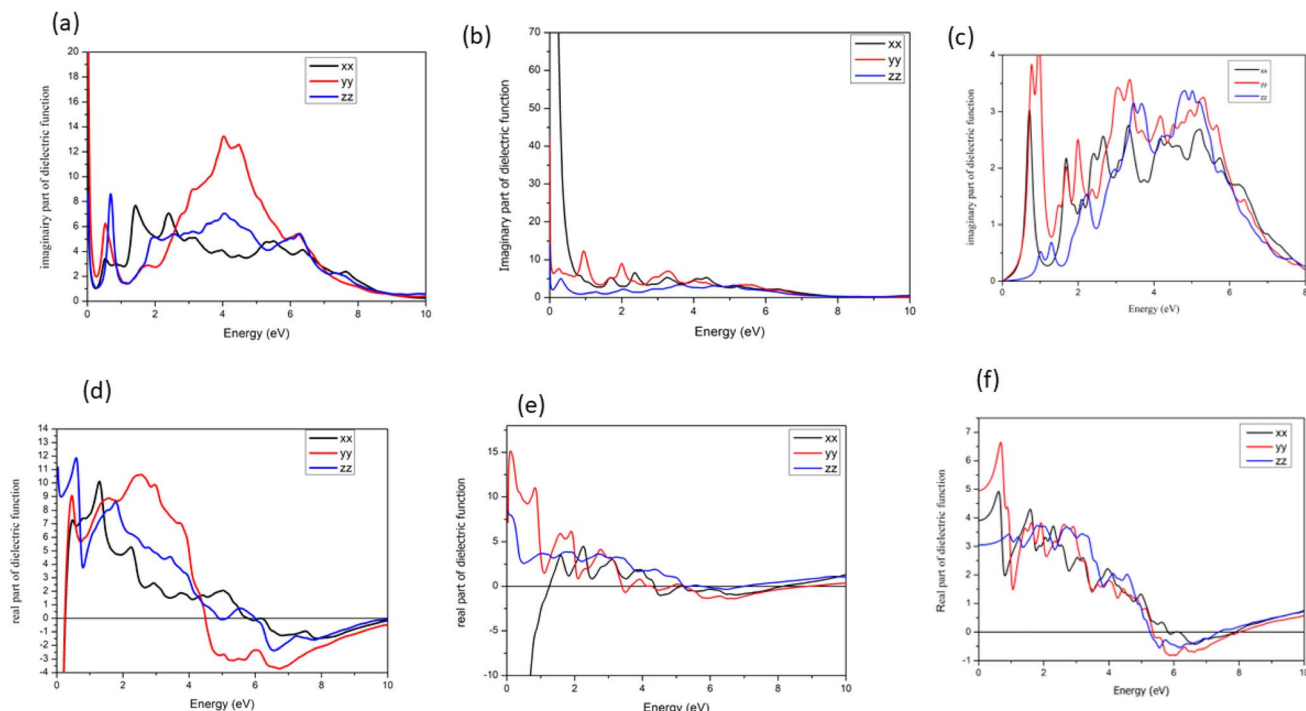 (a)
imaginairy part of dielectric function
20
18
16
14
12
10
8
6
4
2
0
0 2 4 6 8 10
Energy (eV)
xx
yy
zz
(b)
Imaginary part of dielectric function
70
60
50
40
30
20
10
0
0 2 4 6 8 10
Energy (eV)
xx
yy
zz
(c)
imaginary part of dielectric function
4
3
2
1
0
0 2 4 6 8
Energy (eV)
xx
yy
zz
(d)
real part of dielectric function
14
13
12
11
10
9
8
7
6
5
4
3
2
1
0
-1
-2
-3
-4
0 2 4 6 8 10
Energy (eV)
xx
yy
zz
(e)
real part of dielectric function
15
10
5
0
-5
-10
0 2 4 6 8 10
Energy (eV)
xx
yy
zz
(f)
Real part of dielectric function
7
6
5
4
3
2
1
0
-1
0 2 4 6 8 10
Energy (eV)
xx
yy
zz